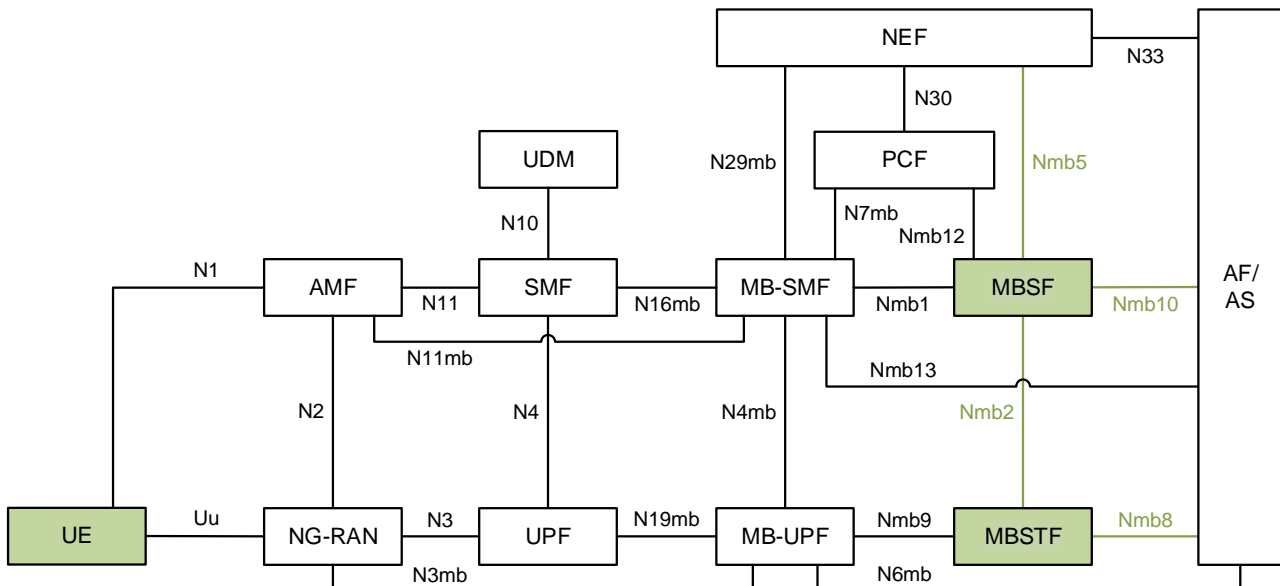 NEF
N33
N30
UDM
PCF
N29mb
Nmb5
N7mb
N10
Nmb12
N1
AMF
N11
SMF
N16mb
MB-SMF
Nmb1
MBSF
Nmb10
AF/
AS
N11mb
Nmb13
N2
N4
N4mb
Nmb2
UE
Uu
NG-RAN
N3
UPF
N19mb
MB-UPF
Nmb9
MBSTF
Nmb8
N3mb
N6mb